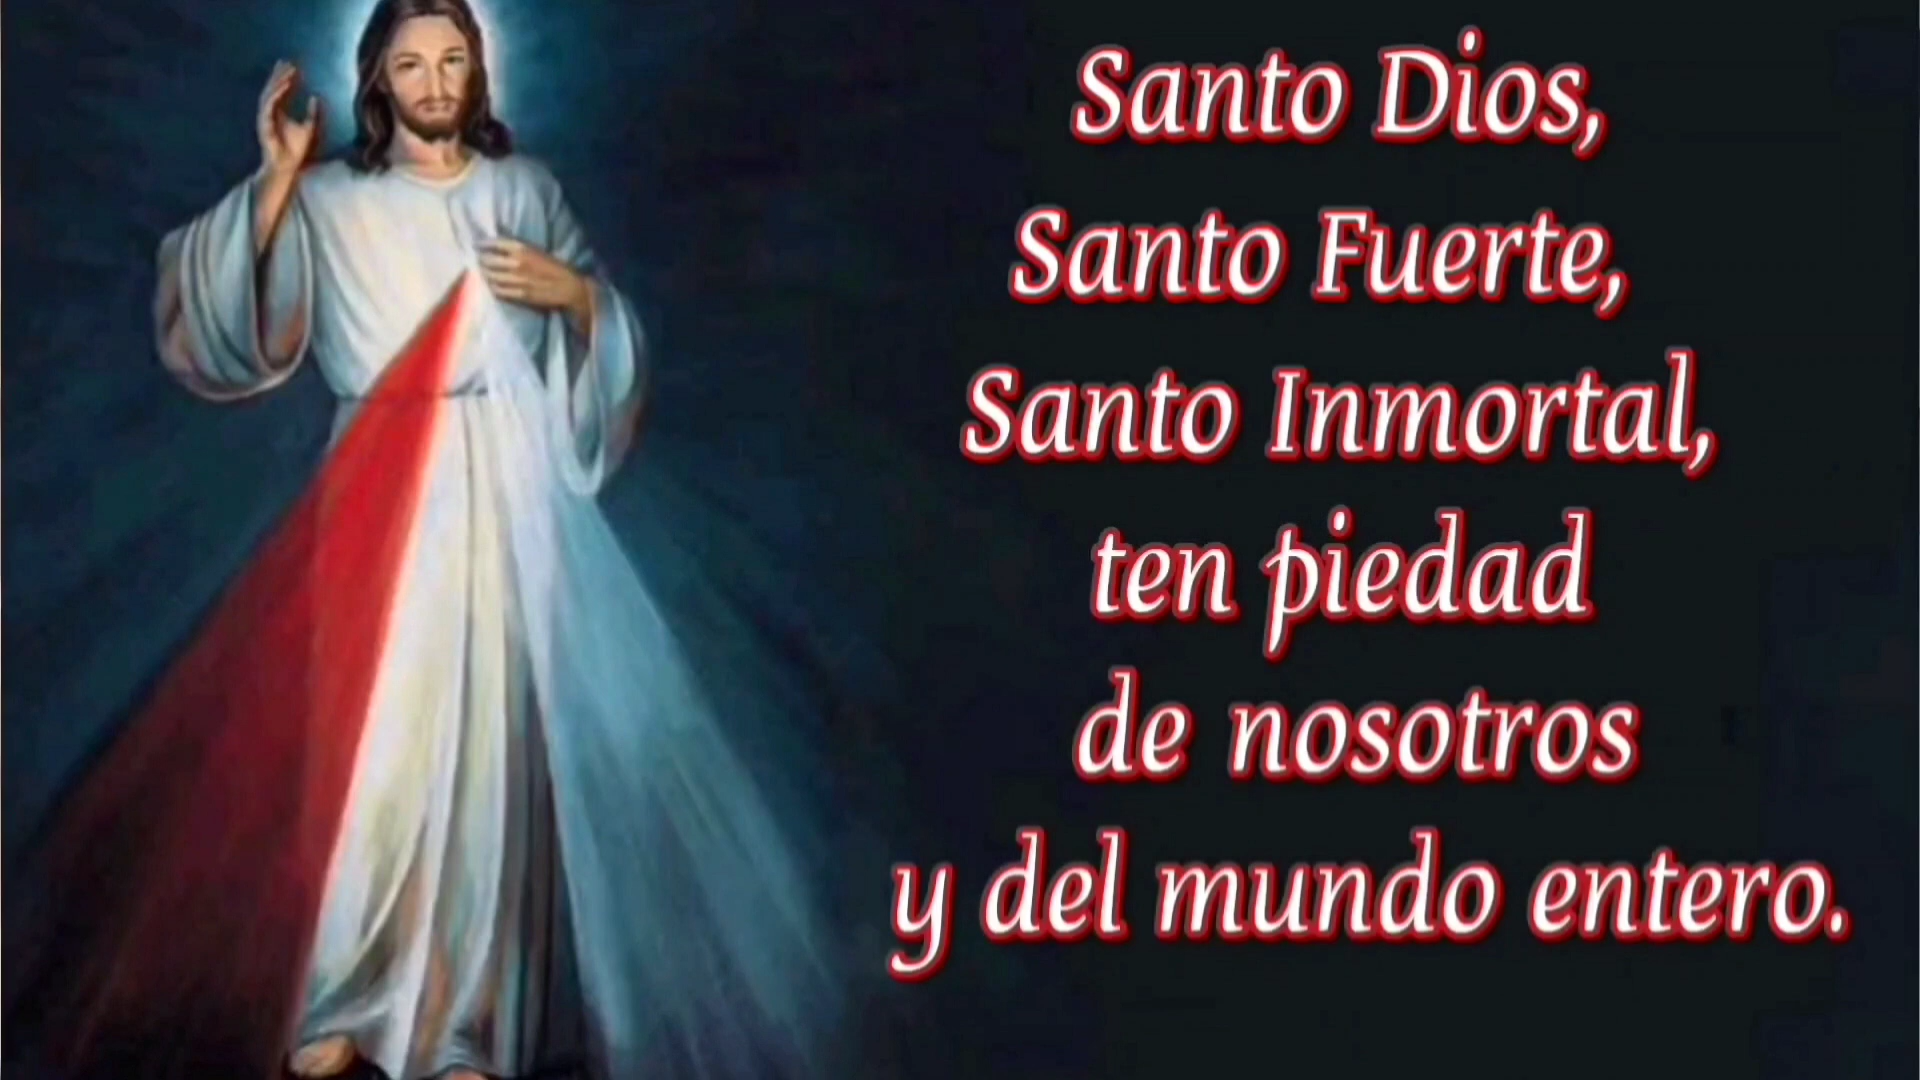 Santo Dios,
Santo Fuerte,
Santo Inmortal,
ten piedad
de nosotros
y del mundo entero.